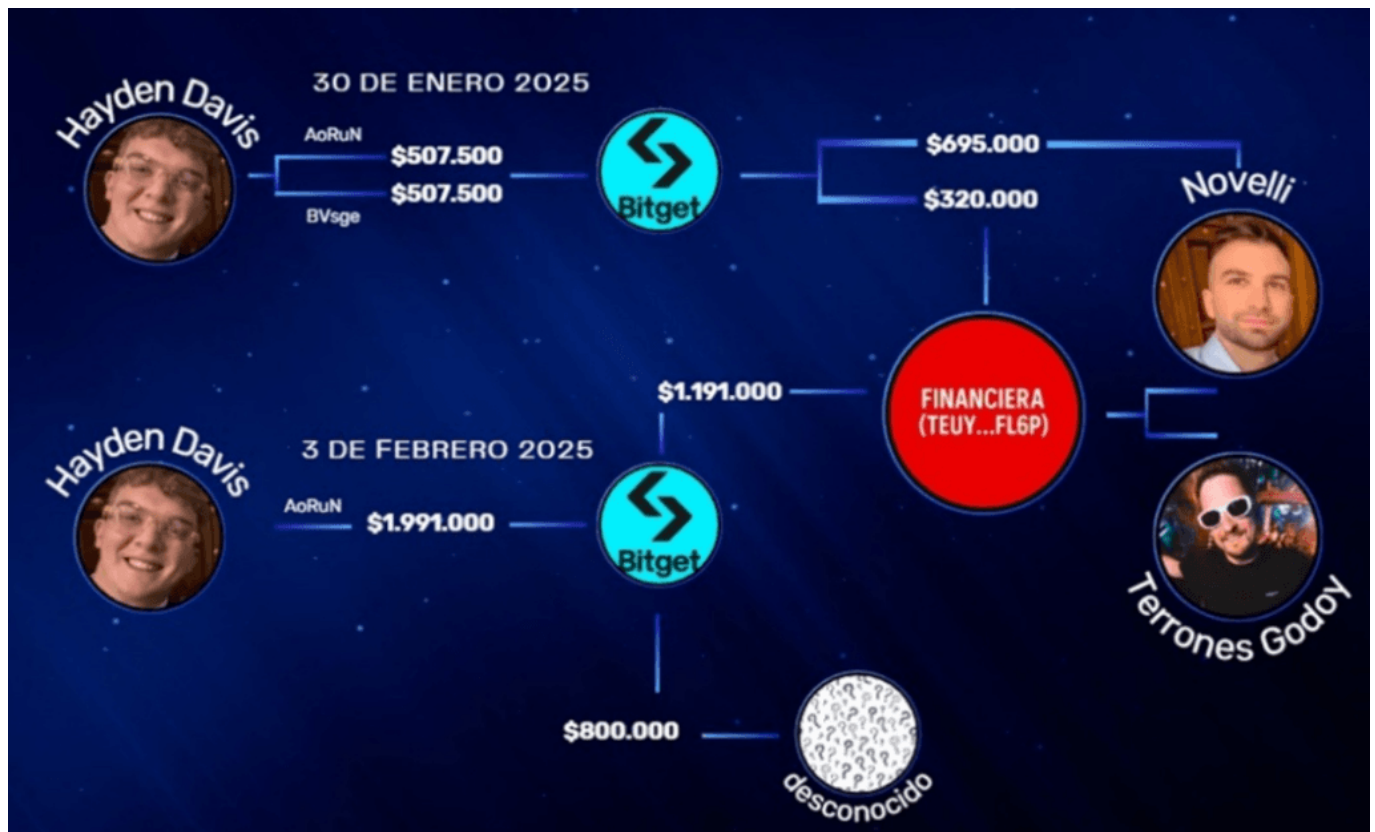 Hayden Davis
30 DE ENERO 2025
AoRuN
$507.500
$507.500
BVsge
Bitget
$695.000
$320.000
Novelli
FINANCIERA
(TEUY...FL6P)
$1.191.000
Hayden Davis
3 DE FEBRERO 2025
AoRuN
$1.991.000
Bitget
Terrones Godoy
$800.000
desconocido